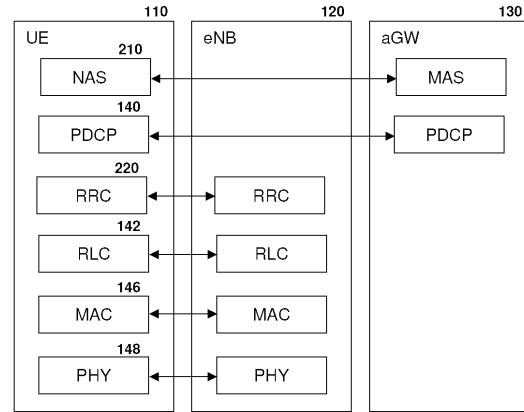 110 120 130
UE eNB aGW
210
NAS MAS
140
PDCP PDCP
220
RRC RRC
142
RLC RLC
146
MAC MAC
148
PHY PHY